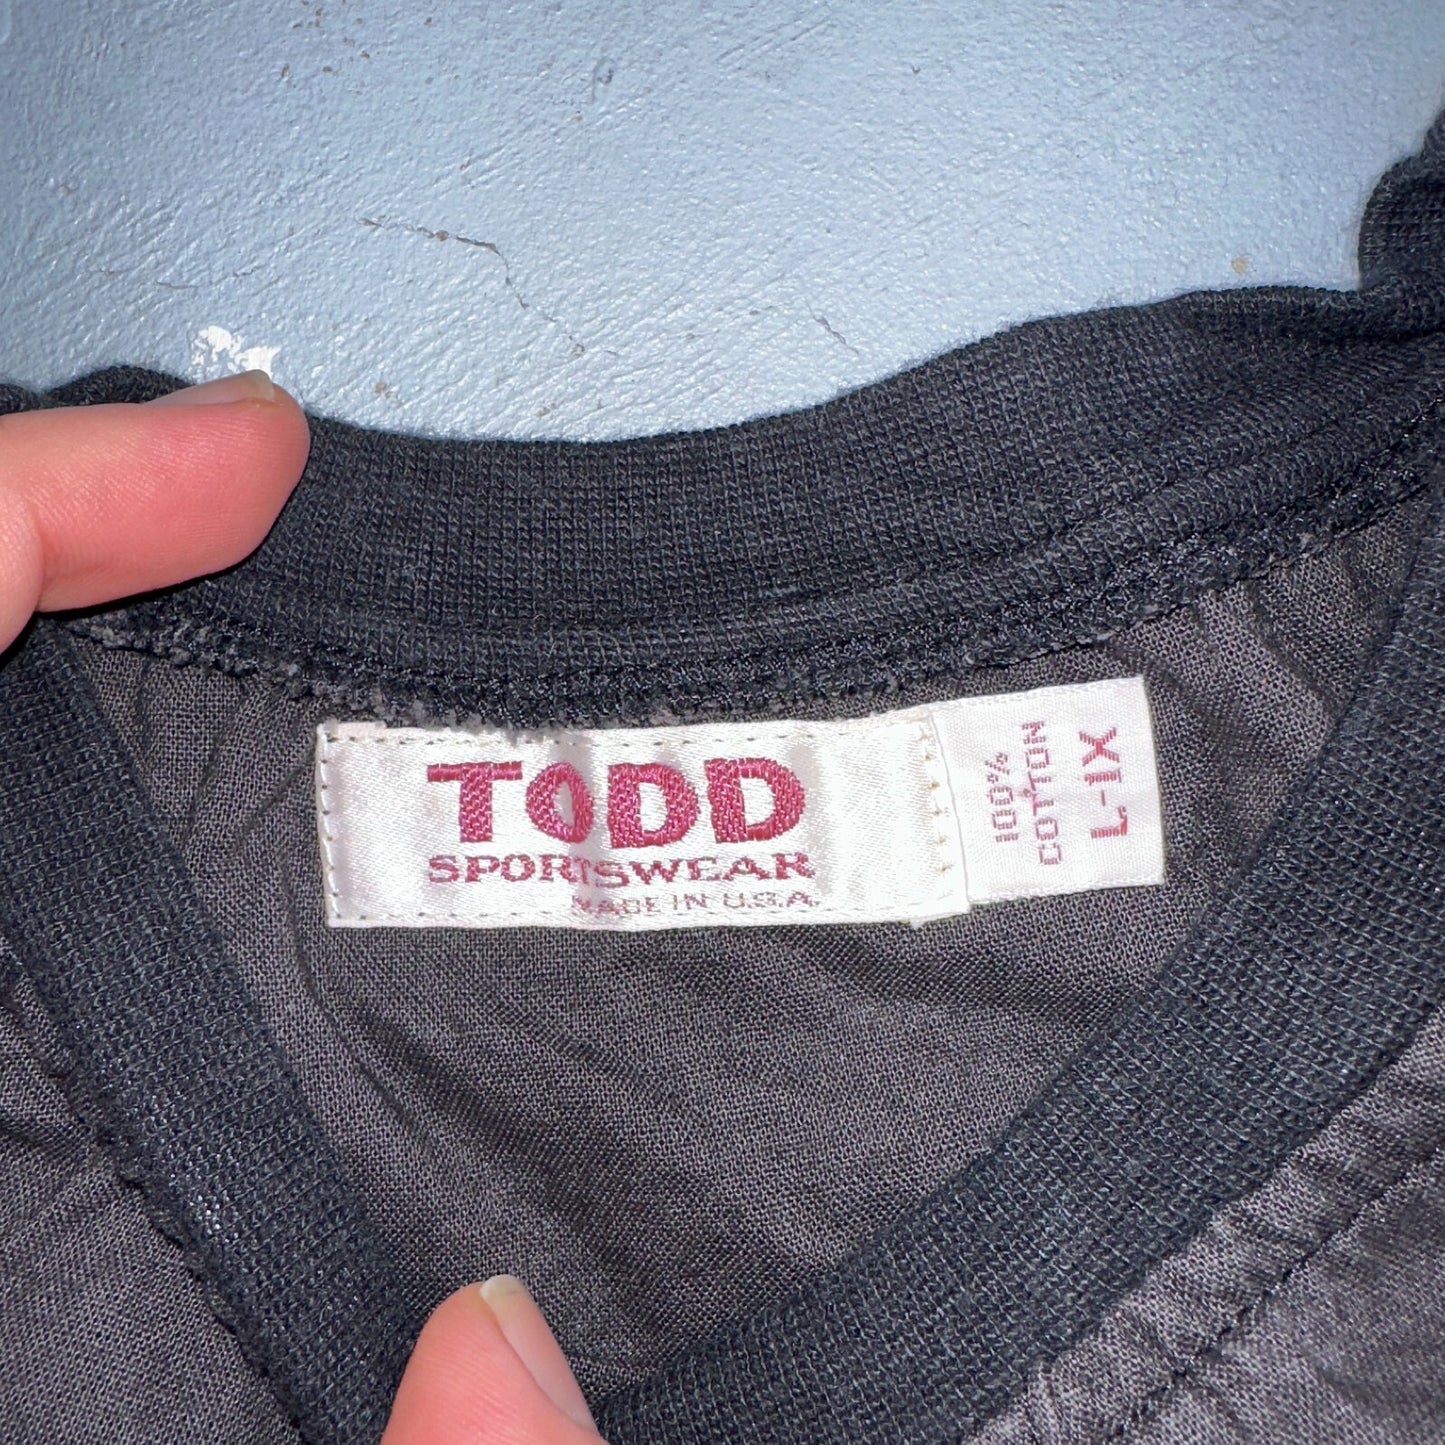 TODD
SPORTSWEAR
MADE IN U.S.A.
100%
COTTON
L-1X